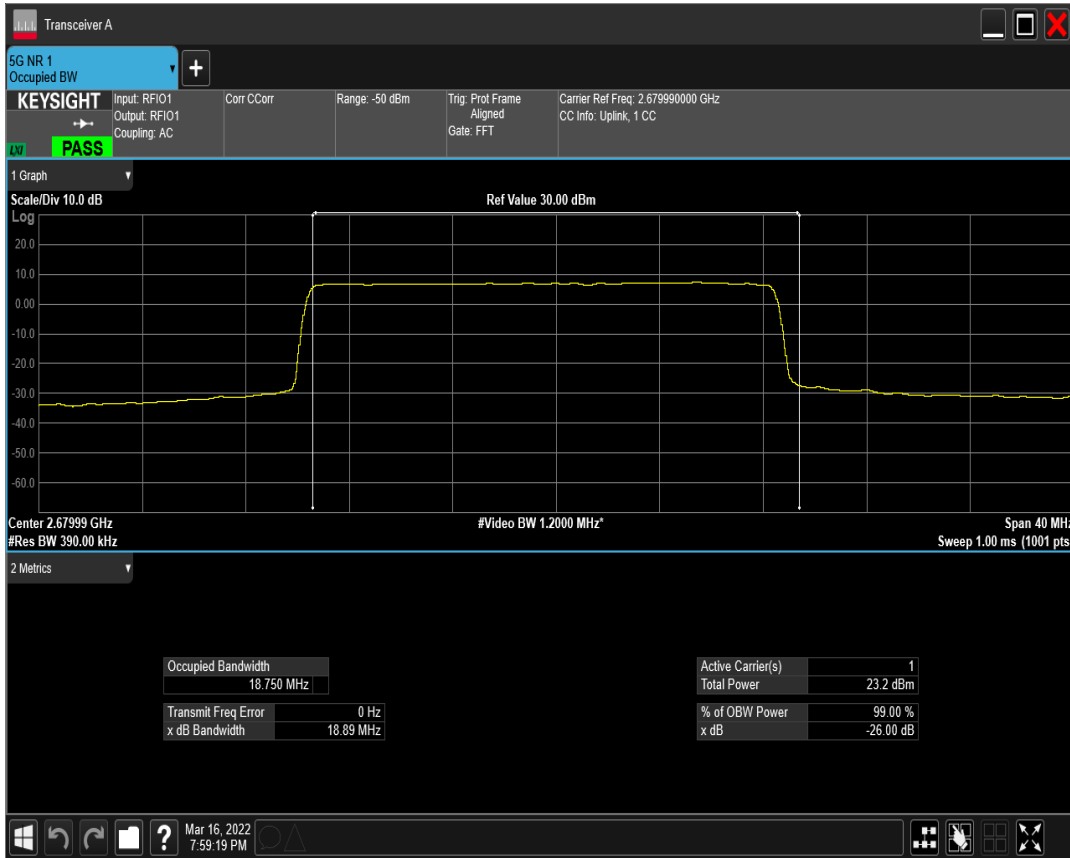 Transceiver A
5G NR 1
Occupied BW
+
KEYSIGHT
LXI
PASS
Input: RFIO1
Output: RFIO1
Coupling: AC
Corr CCorr
Range: -50 dBm
Trig: Prot Frame
Aligned
Gate: FFT
Carrier Ref Freq: 2.679990000 GHz
CC Info: Uplink, 1 CC
1 Graph
Scale/Div 10.0 dB
Ref Value 30.00 dBm
Log
20.0
10.0
0.00
-10.0
-20.0
-30.0
-40.0
-50.0
-60.0
Center 2.67999 GHz
#Video BW 1.2000 MHz*
Span 40 MHz
#Res BW 390.00 kHz
Sweep 1.00 ms (1001 pts
2 Metrics
Occupied Bandwidth
18.750 MHz
Transmit Freq Error 0 Hz
x dB Bandwidth 18.89 MHz
Active Carrier(s) 1
Total Power 23.2 dBm
% of OBW Power 99.00 %
x dB -26.00 dB
?
Mar 16, 2022
7:59:19 PM